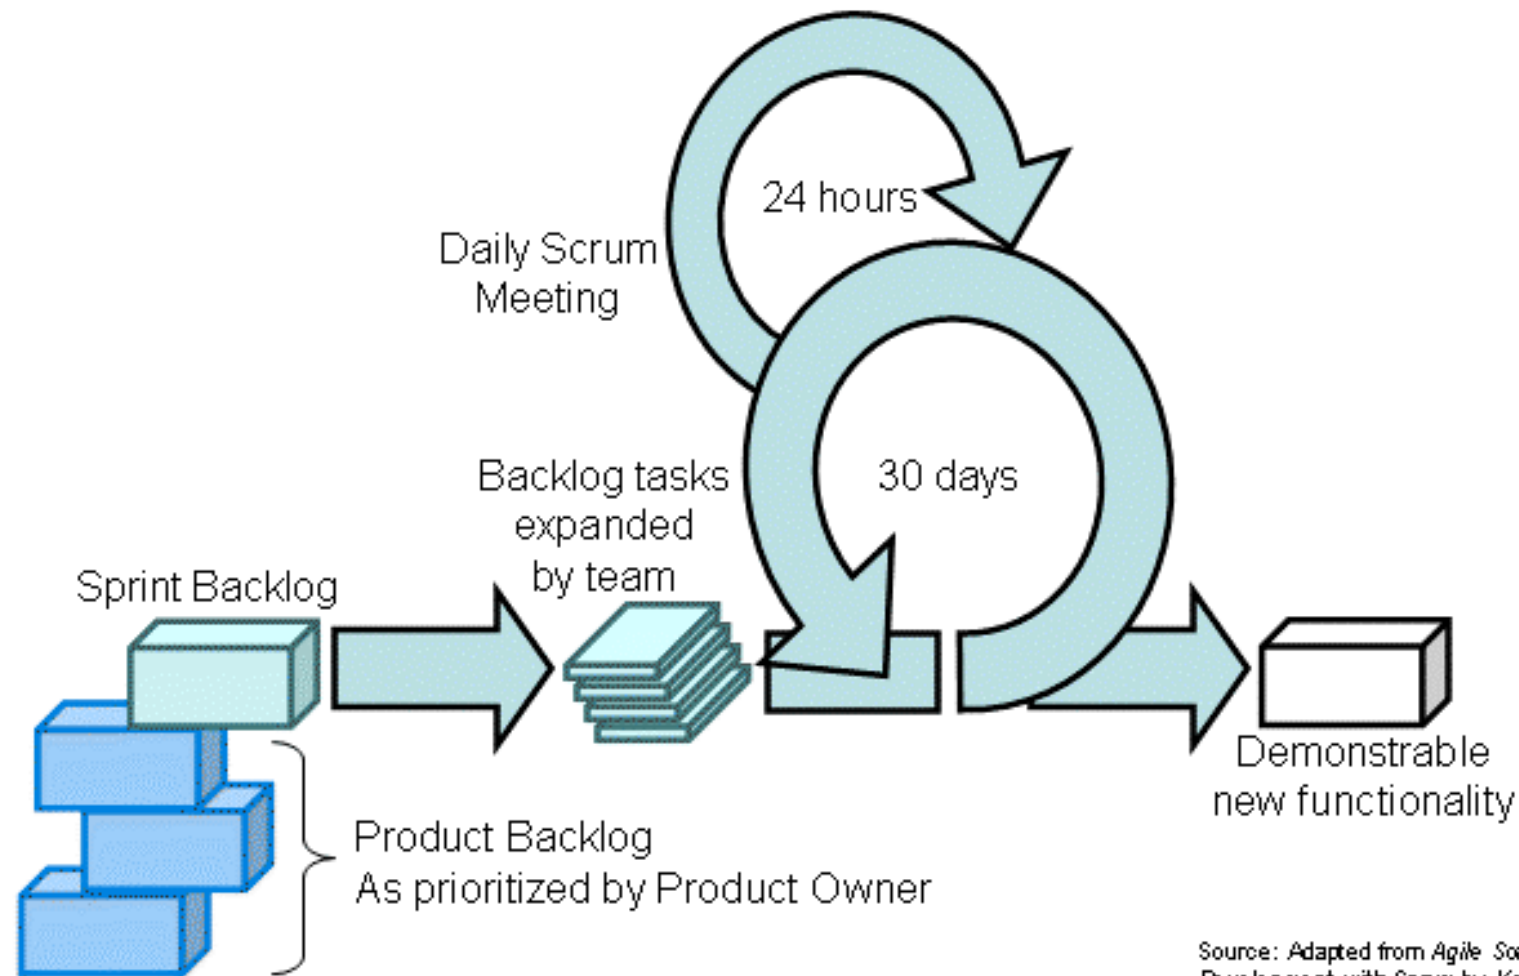 24 hours
Daily Scrum
Meeting
Backlog tasks
expanded
by team
30 days
Sprint Backlog
Demonstrable
new functionality
Product Backlog
As prioritized by Product Owner
Source: Adapted from Agile